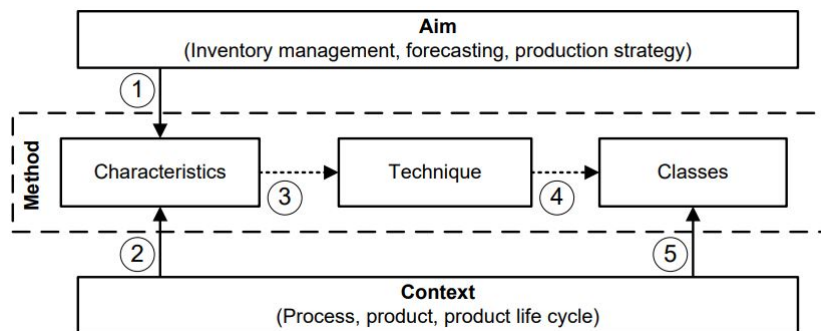 Aim
(Inventory management, forecasting, production strategy)
1
Method
Characteristics
3
Technique
4
Classes
2
5
Context
(Process, product, product life cycle)